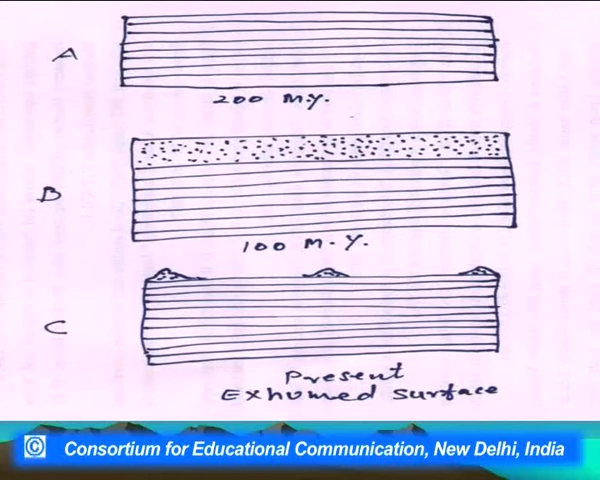 A
200 M.Y.
B
100 M.Y.
C
Present
Exhumed surface
© Consortium for Educational Communication, New Delhi, India